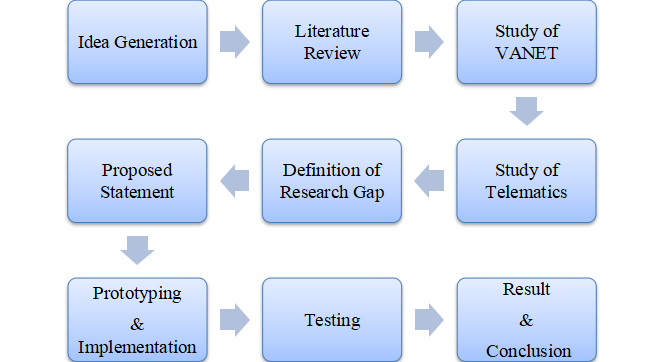 Idea Generation
Literature
Review
Study of
VANET
Study of
Telematics
Definition of
Research Gap
Proposed
Statement
Prototyping
&
Implementation
Testing
Result
&
Conclusion